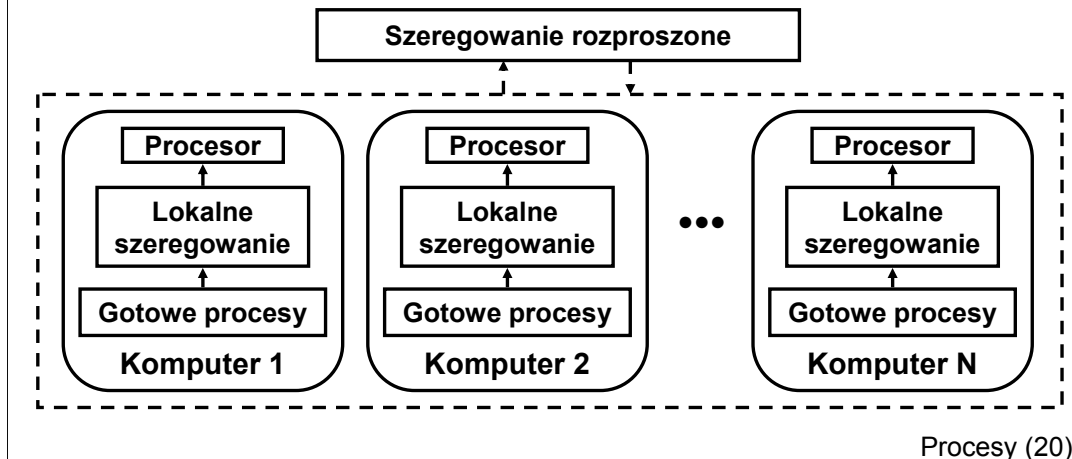 Szeregowanie rozproszone
Procesor
Lokalne
szeregowanie
Gotowe procesy
Komputer 1
Procesor
Lokalne
szeregowanie
Gotowe procesy
Komputer 2
•••
Procesor
Lokalne
szeregowanie
Gotowe procesy
Komputer N
Procesy (20)